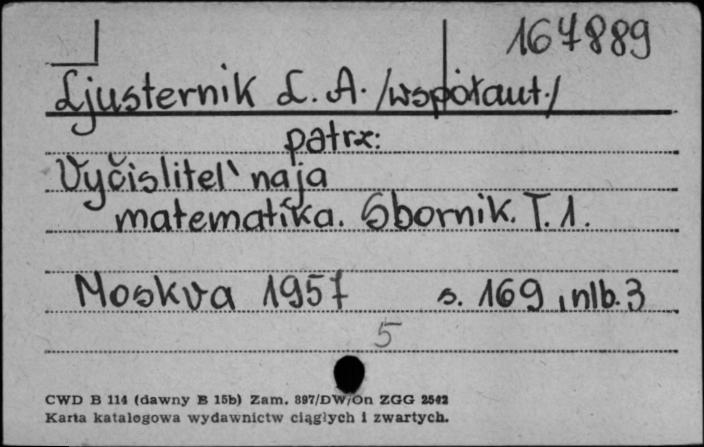 167889
Ljusternik L. A. /współaut./
patrz:
Vyčislitel'naja
matematika. Sbornik. T. 1.
Moskva 1957 s. 169, nlb. 3
5
CWD B 114 (dawny B 15b) Zam. 897/DW/On ZGG 2542
Karta katalogowa wydawnictw ciągłych i zwartych.